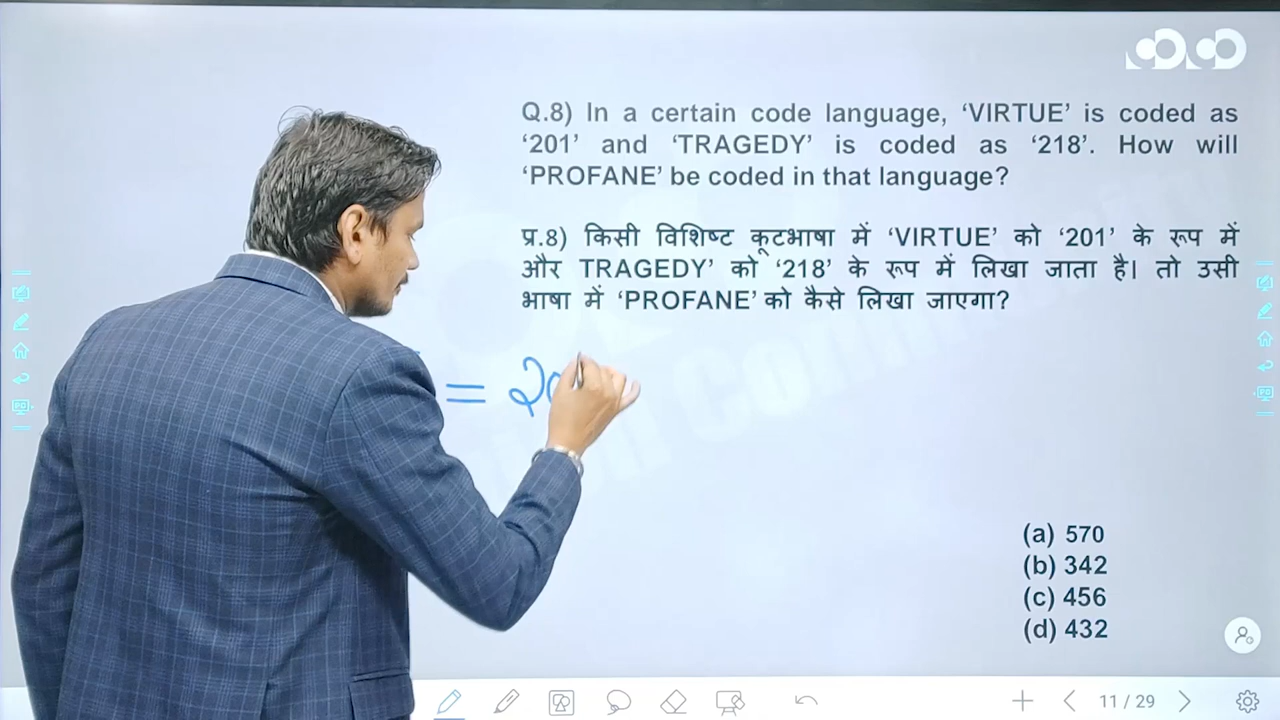 Q.8) In a certain code language, ‘VIRTUE’ is coded as
‘201’ and ‘TRAGEDY’ is coded as ‘218’. How will
‘PROFANE’ be coded in that language?
प्र.8) किसी विशिष्ट कूटभाषा में ‘VIRTUE’ को ‘201’ के रूप में
और TRAGEDY’ को ‘218’ के रूप में लिखा जाता है। तो उसी
भाषा में ‘PROFANE’ को कैसे लिखा जाएगा?
= 20
(a) 570
(b) 342
(c) 456
(d) 432
11 / 29